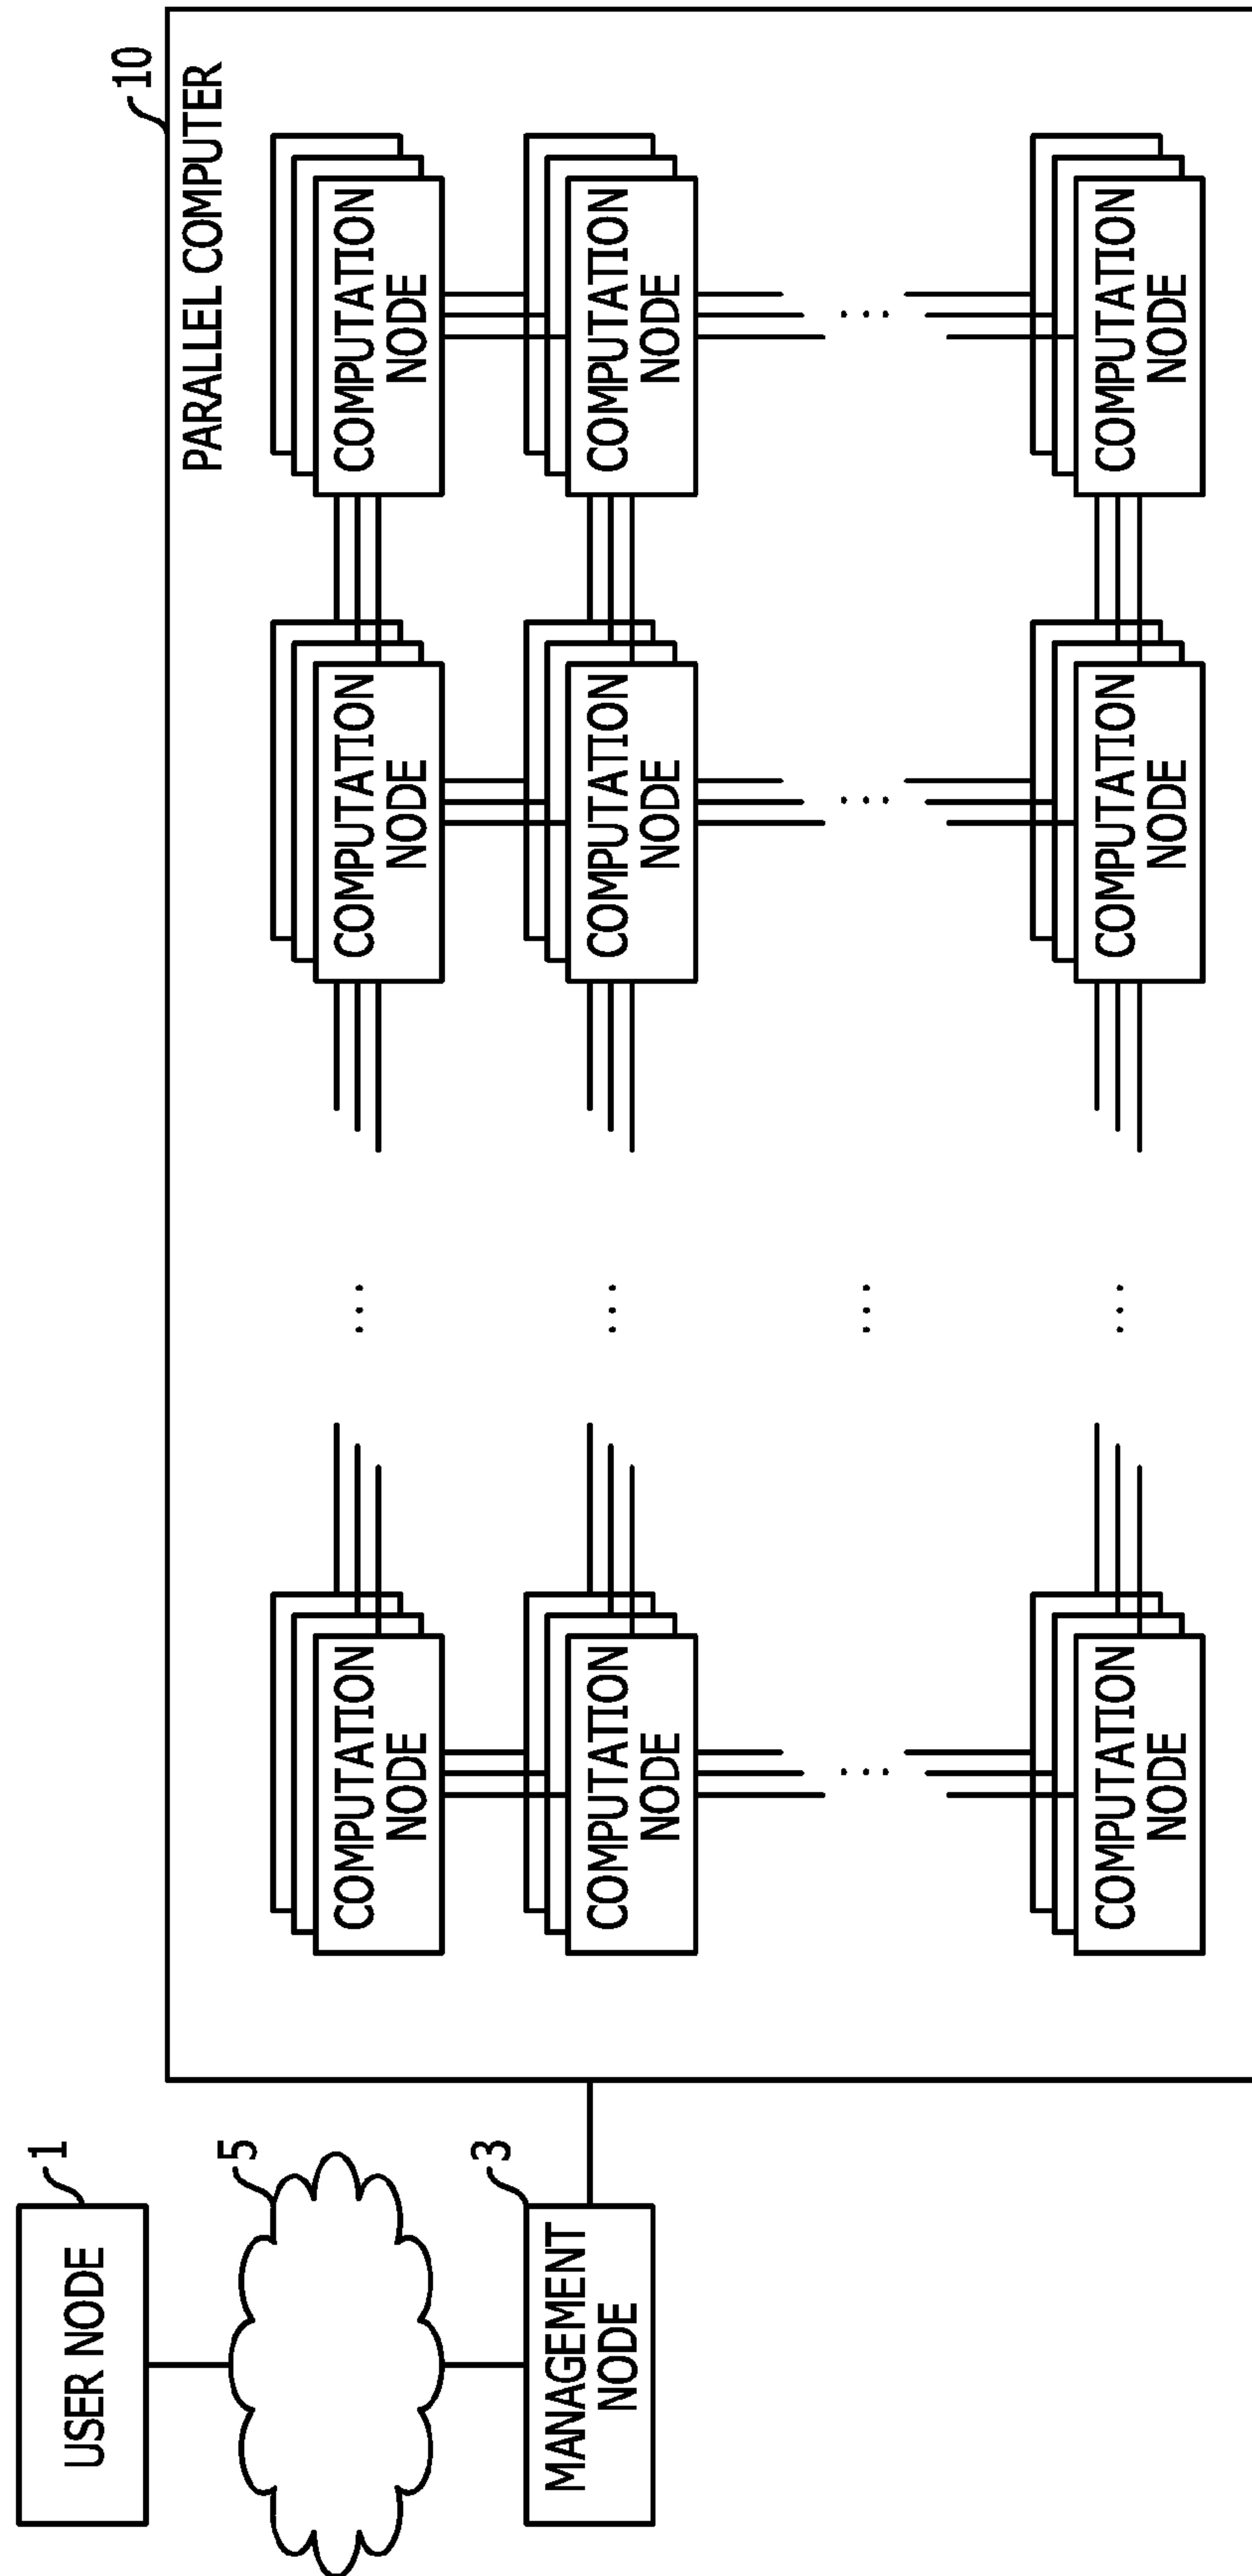 USER NODE
1
5
MANAGEMENT
NODE
3
10
PARALLEL COMPUTER
COMPUTATION
NODE
COMPUTATION
NODE
COMPUTATION
NODE
...
COMPUTATION
NODE
COMPUTATION
NODE
COMPUTATION
NODE
...
...
...
...
...
...
COMPUTATION
NODE
COMPUTATION
NODE
COMPUTATION
NODE